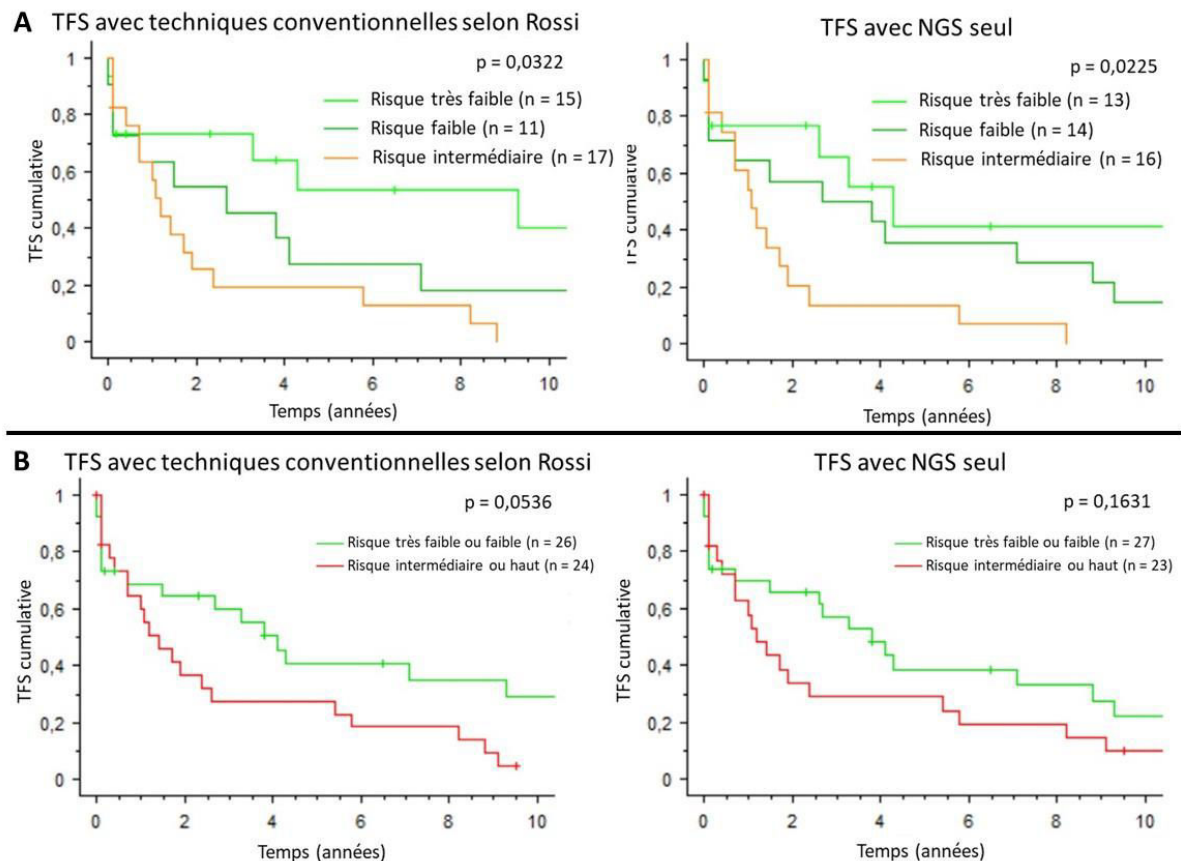 A
TFS avec techniques conventionnelles selon Rossi
p = 0,0322
Risque très faible (n = 15)
Risque faible (n = 11)
Risque intermédiaire (n = 17)
TFS cumulative
1
0,8
0,6
0,4
0,2
0
0 2 4 6 8 10
Temps (années)
TFS avec NGS seul
p = 0,0225
Risque très faible (n = 13)
Risque faible (n = 14)
Risque intermédiaire (n = 16)
TFS cumulative
1
0,8
0,6
0,4
0,2
0
0 2 4 6 8 10
Temps (années)
B
TFS avec techniques conventionnelles selon Rossi
p = 0,0536
Risque très faible ou faible (n = 26)
Risque intermédiaire ou haut (n = 24)
TFS cumulative
1
0,8
0,6
0,4
0,2
0
0 2 4 6 8 10
Temps (années)
TFS avec NGS seul
p = 0,1631
Risque très faible ou faible (n = 27)
Risque intermédiaire ou haut (n = 23)
TFS cumulative
1
0,8
0,6
0,4
0,2
0
0 2 4 6 8 10
Temps (années)